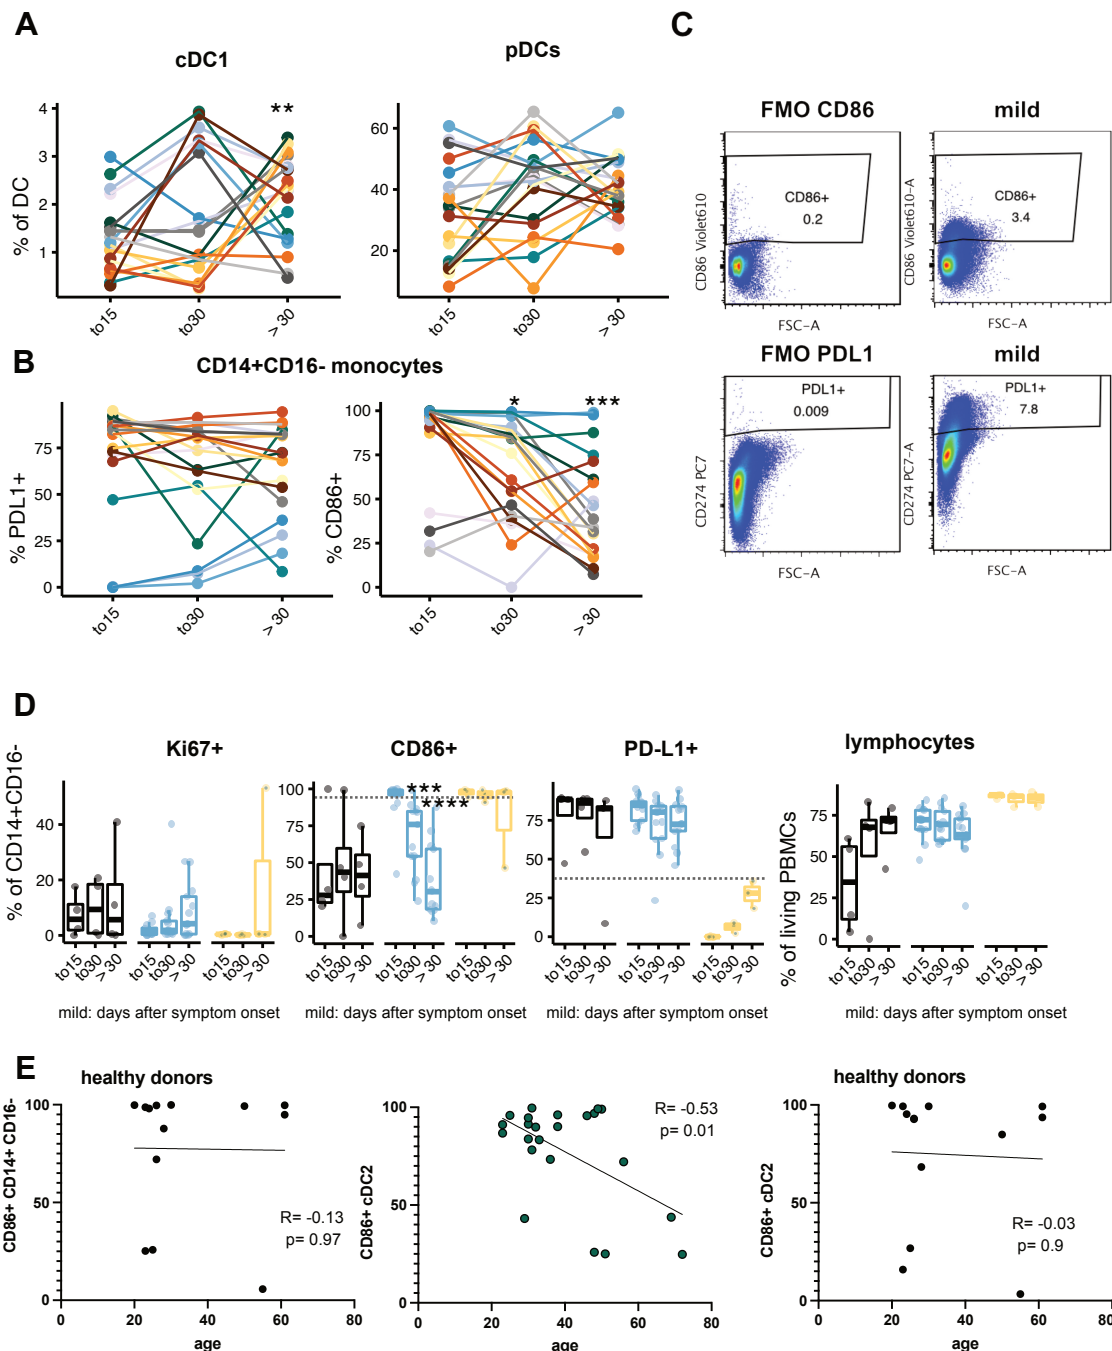 A
cDC1
pDCs
% of DC
4
3
2
1
**
to15
to30
> 30
60
40
20
to15
to30
> 30
B
CD14+CD16- monocytes
% PDL1+
75
50
25
0
to15
to30
> 30
% CD86+
100
75
50
25
0
*
***
to15
to30
> 30
C
FMO CD86
mild
CD86 Violet610
CD86+
0.2
FSC-A
CD86 Violet610-A
CD86+
3.4
FSC-A
FMO PDL1
mild
CD274 PC7
PDL1+
0.009
FSC-A
CD274 PC7-A
PDL1+
7.8
FSC-A
D
Ki67+
CD86+
PD-L1+
lymphocytes
% of CD14+CD16-
40
20
0
to15
to30
> 30
to15
to30
> 30
to15
to30
> 30
mild: days after symptom onset
100
75
50
25
0
***
****
to15
to30
> 30
to15
to30
> 30
to15
to30
> 30
mild: days after symptom onset
75
50
25
0
to15
to30
> 30
to15
to30
> 30
to15
to30
> 30
mild: days after symptom onset
% of living PBMCs
75
50
25
0
to15
to30
> 30
to15
to30
> 30
to15
to30
> 30
mild: days after symptom onset
E
healthy donors
CD86+ CD14+ CD16-
100
50
0
R= -0.13
p= 0.97
0
20
40
60
80
age
CD86+ cDC2
100
50
0
R= -0.53
p= 0.01
0
20
40
60
80
age
healthy donors
CD86+ cDC2
100
50
0
R= -0.03
p= 0.9
0
20
40
60
80
age